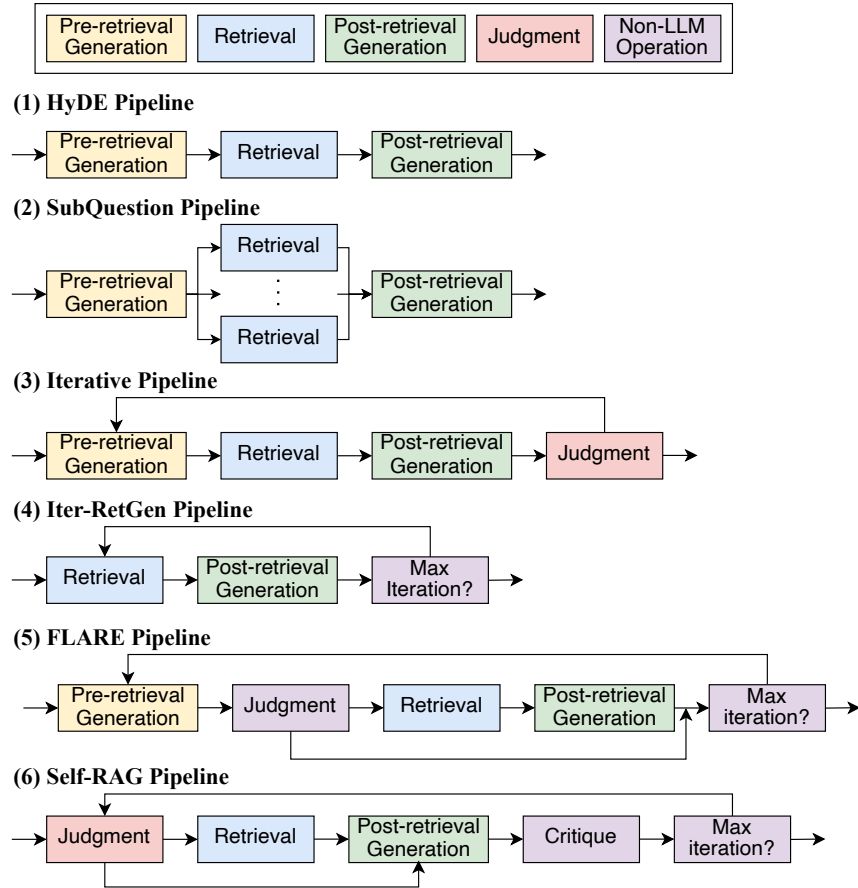 Pre-retrieval Generation
Retrieval
Post-retrieval Generation
Judgment
Non-LLM Operation
(1) HyDE Pipeline
Pre-retrieval Generation
Retrieval
Post-retrieval Generation
(2) SubQuestion Pipeline
Retrieval
Pre-retrieval Generation
. . .
Post-retrieval Generation
Retrieval
(3) Iterative Pipeline
Pre-retrieval Generation
Retrieval
Post-retrieval Generation
Judgment
(4) Iter-RetGen Pipeline
Retrieval
Post-retrieval Generation
Max Iteration?
(5) FLARE Pipeline
Pre-retrieval Generation
Judgment
Retrieval
Post-retrieval Generation
Max iteration?
(6) Self-RAG Pipeline
Judgment
Retrieval
Post-retrieval Generation
Critique
Max iteration?